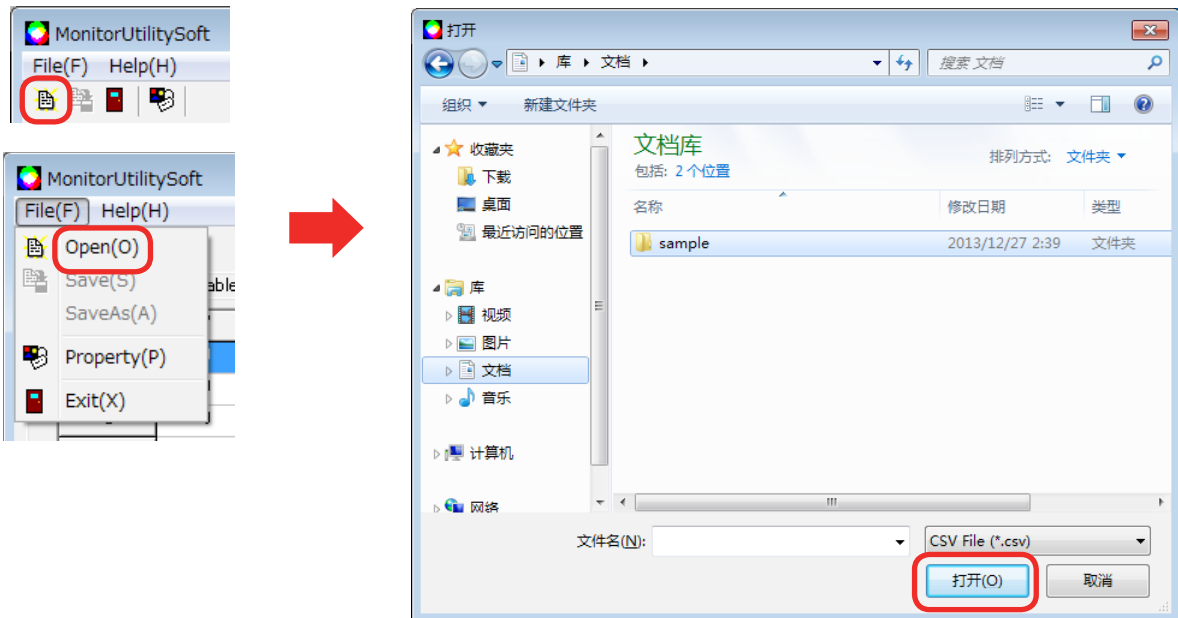 MonitorUtilitySoft
File(F) Help(H)
MonitorUtilitySoft
File(F) Help(H)
Open(O)
Save(S)
able
SaveAs(A)
Property(P)
Exit(X)
打开
库 文档
搜索 文档
组织 新建文件夹
收藏夹
下载
桌面
最近访问的位置
库
视频
图片
文档
音乐
计算机
网络
文档库
包括: 2 个位置
排列方式: 文件夹
名称 修改日期 类型
sample 2013/12/27 2:39 文件夹
文件名(N):
CSV File (*.csv)
打开(O) 取消